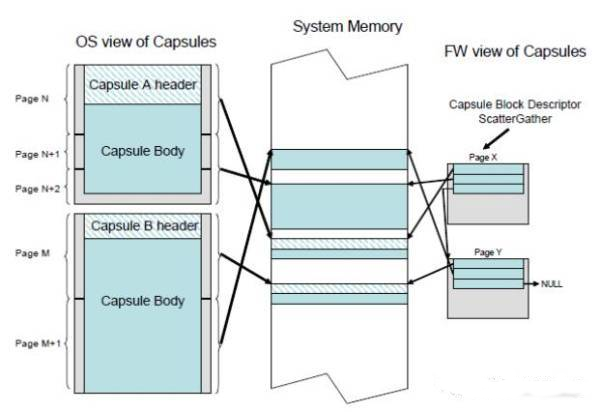 OS view of Capsules
System Memory
FW view of Capsules
Page N
Capsule A header
Page N+1
Capsule Body
Page N+2
Capsule B header
Page M
Capsule Body
Page M+1
Capsule Block Descriptor
ScatterGather
Page X
Page Y
NULL